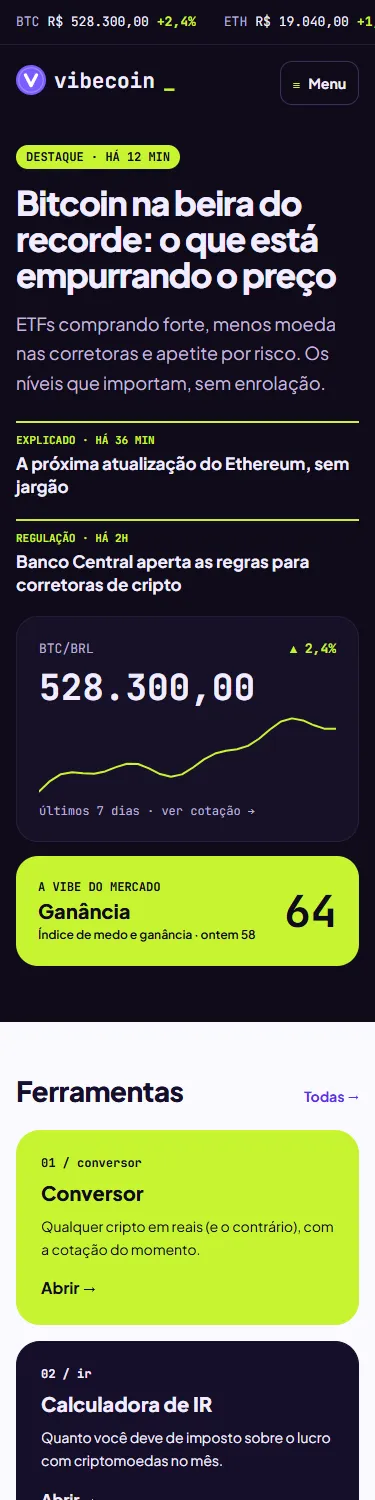 BTC R$ 528.300,00 +2,4% ETH R$ 19.040,00 +1,
vibecoin _
≡ Menu
DESTAQUE · HÁ 12 MIN
Bitcoin na beira do
recorde: o que está
empurrando o preço
ETFs comprando forte, menos moeda
nas corretoras e apetite por risco. Os
níveis que importam, sem enrolação.
EXPLICADO · HÁ 36 MIN
A próxima atualização do Ethereum, sem
jargão
REGULAÇÃO · HÁ 2H
Banco Central aperta as regras para
corretoras de cripto
BTC/BRL ▲ 2,4%
528.300,00
últimos 7 dias · ver cotação →
A VIBE DO MERCADO
Ganância
Índice de medo e ganância · ontem 58
64
Ferramentas
Todas →
01 / conversor
Conversor
Qualquer cripto em reais (e o contrário), com
a cotação do momento.
Abrir →
02 / ir
Calculadora de IR
Quanto você deve de imposto sobre o lucro
com criptomoedas no mês.
Abrir →